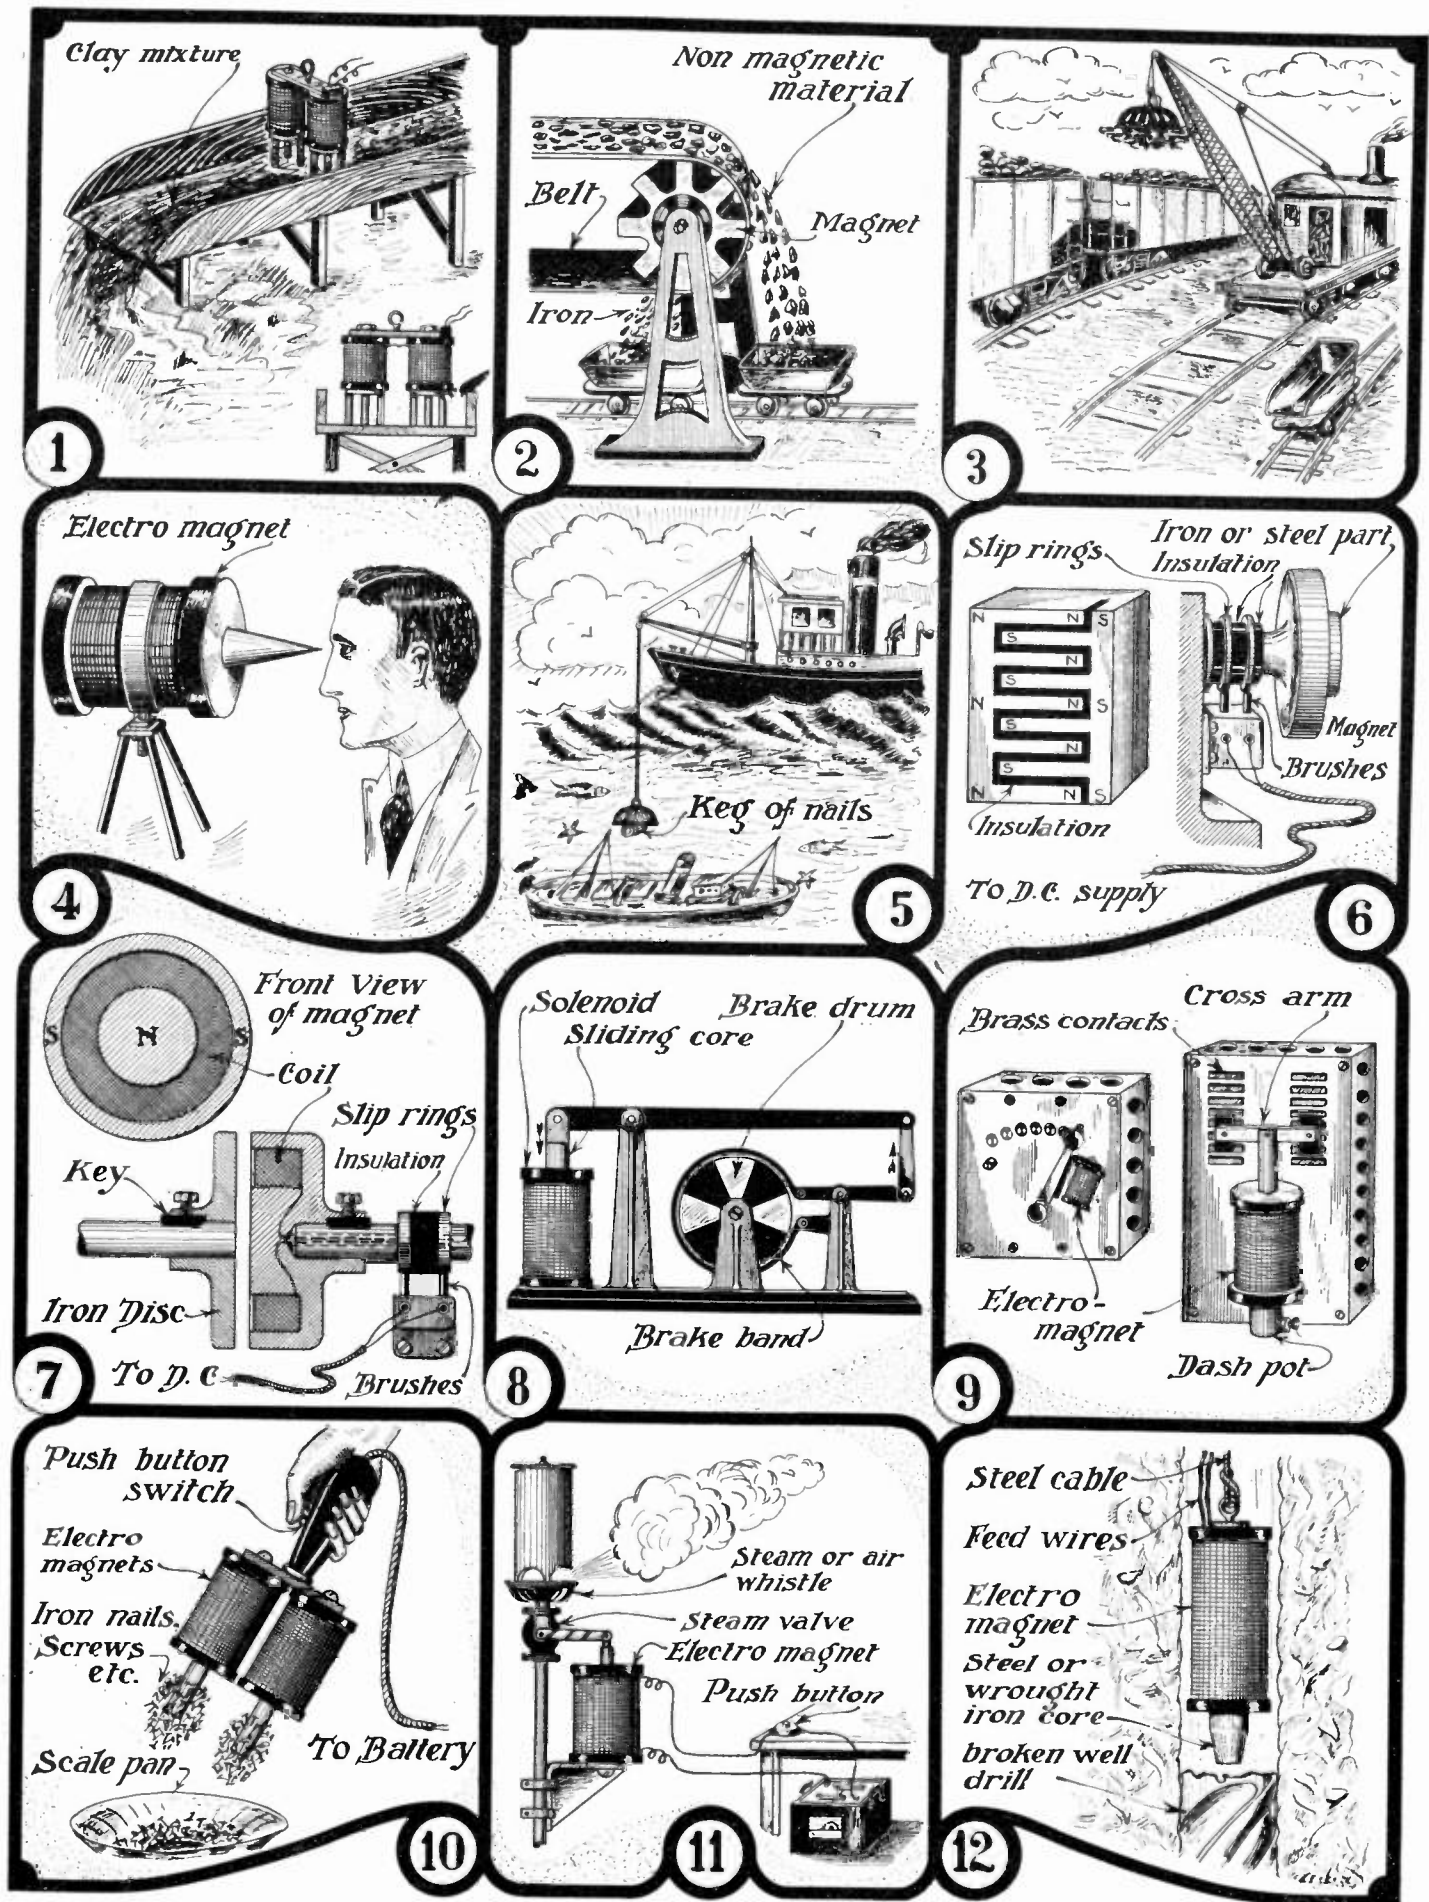 Clay mixture
1
Non magnetic
material
Belt
Magnet
Iron
2
3
Electro magnet
4
Keg of nails
5
Slip rings
Iron or steel part
Insulation
N
N
S
S
N
S
N
N
S
S
N
S
N
N
S
Insulation
Magnet
Brushes
To D.C. supply
6
Front View
of magnet
S
N
S
Coil
Slip rings
Insulation
Key
Iron Disc
To D.C
Brushes
7
Solenoid
Sliding core
Brake drum
Brake band
8
Cross arm
Brass contacts
Electro-
magnet
Dash pot
9
Push button
switch
Electro
magnets
Iron nails.
Screws
etc.
To Battery
Scale pan
10
Steam or air
whistle
Steam valve
Electro magnet
Push button
11
Steel cable
Feed wires
Electro
magnet
Steel or
wrought
iron core
broken well
drill
12